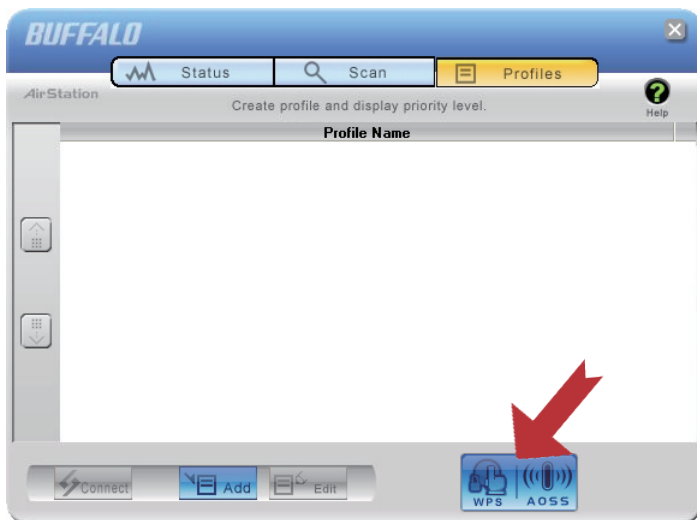 BUFFALO
Status
Scan
Profiles
AirStation
Create profile and display priority level.
?
Help
Profile Name
Connect
Add
Edit
WPS
AOSS